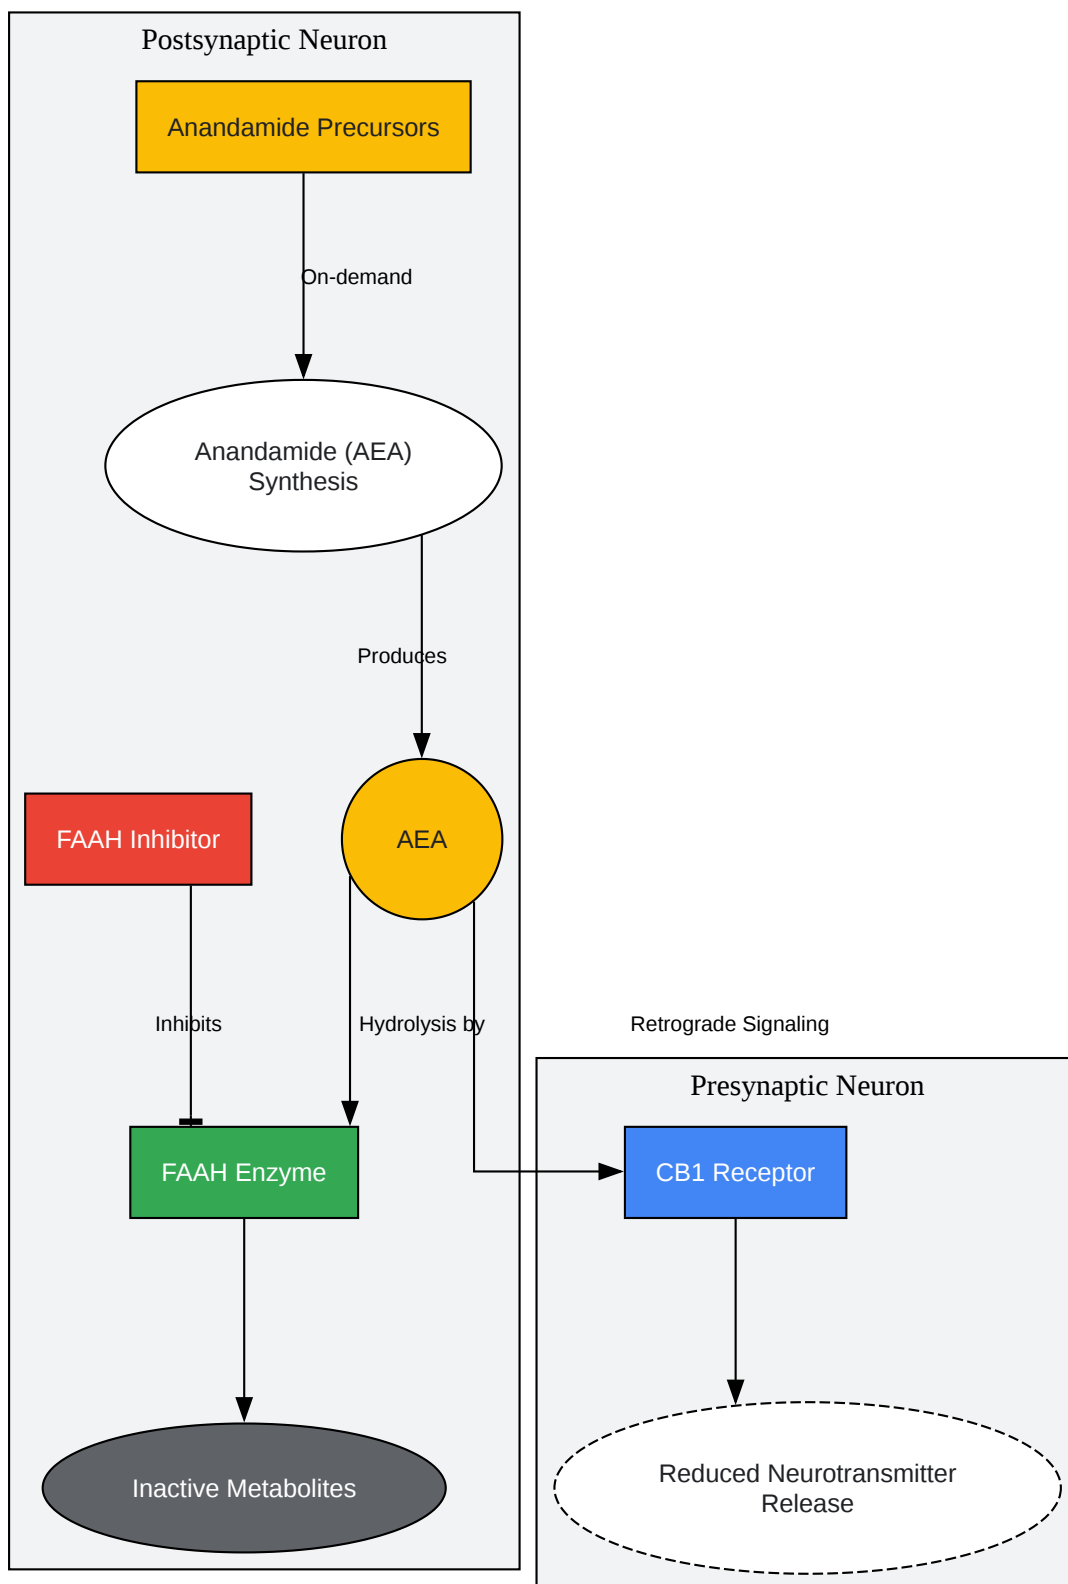 Postsynaptic Neuron
Anandamide Precursors
On-demand
Anandamide (AEA)
Synthesis
Produces
FAAH Inhibitor
AEA
Inhibits
Hydrolysis by
Retrograde Signaling
Presynaptic Neuron
FAAH Enzyme
CB1 Receptor
Inactive Metabolites
Reduced Neurotransmitter
Release